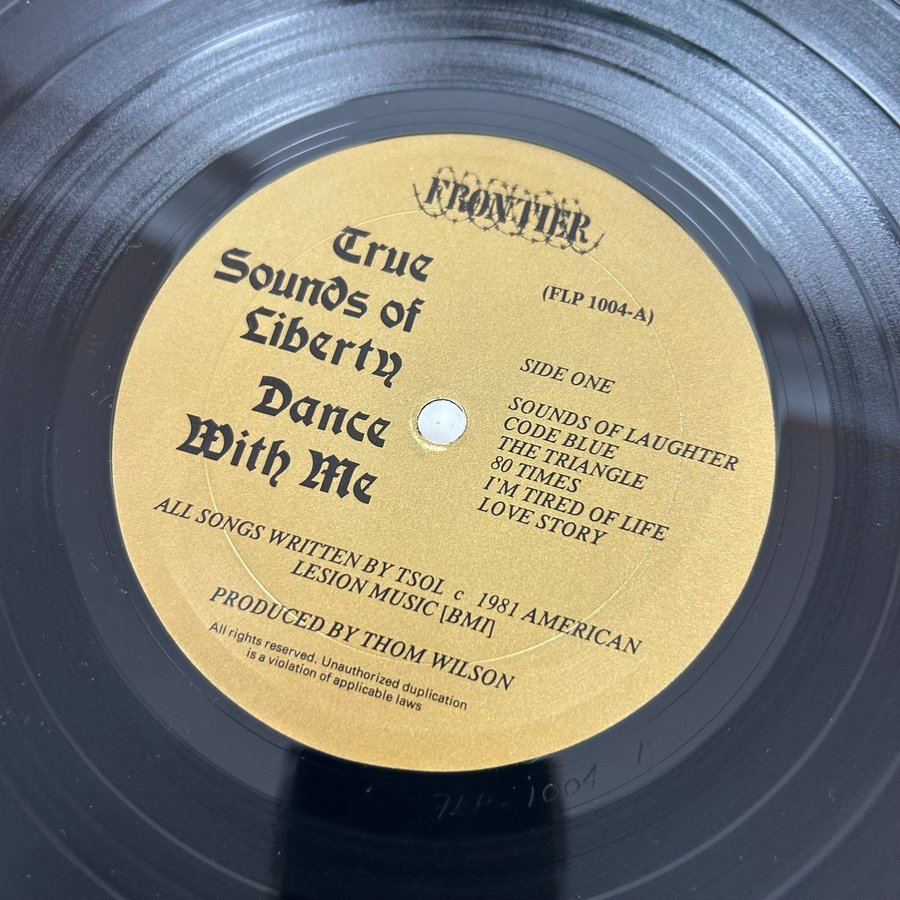 FRONTIER
True
Sounds of
Liberty
Dance
With Me
(FLP 1004-A)
SIDE ONE
SOUNDS OF LAUGHTER
CODE BLUE
THE TRIANGLE
80 TIMES
I'M TIRED OF LIFE
LOVE STORY
ALL SONGS WRITTEN BY TSOL c 1981 AMERICAN
LESION MUSIC [BMI]
PRODUCED BY THOM WILSON
All rights reserved. Unauthorized duplication
is a violation of applicable laws
FLP-1004 A